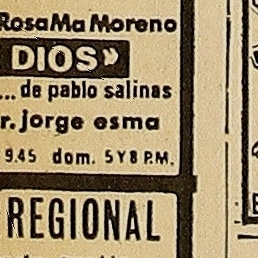 RosaMa Moreno
DIOS»
...de pablo salinas
r. jorge esma
9.45 dom. 5 Y 8 P.M.
REGIONAL